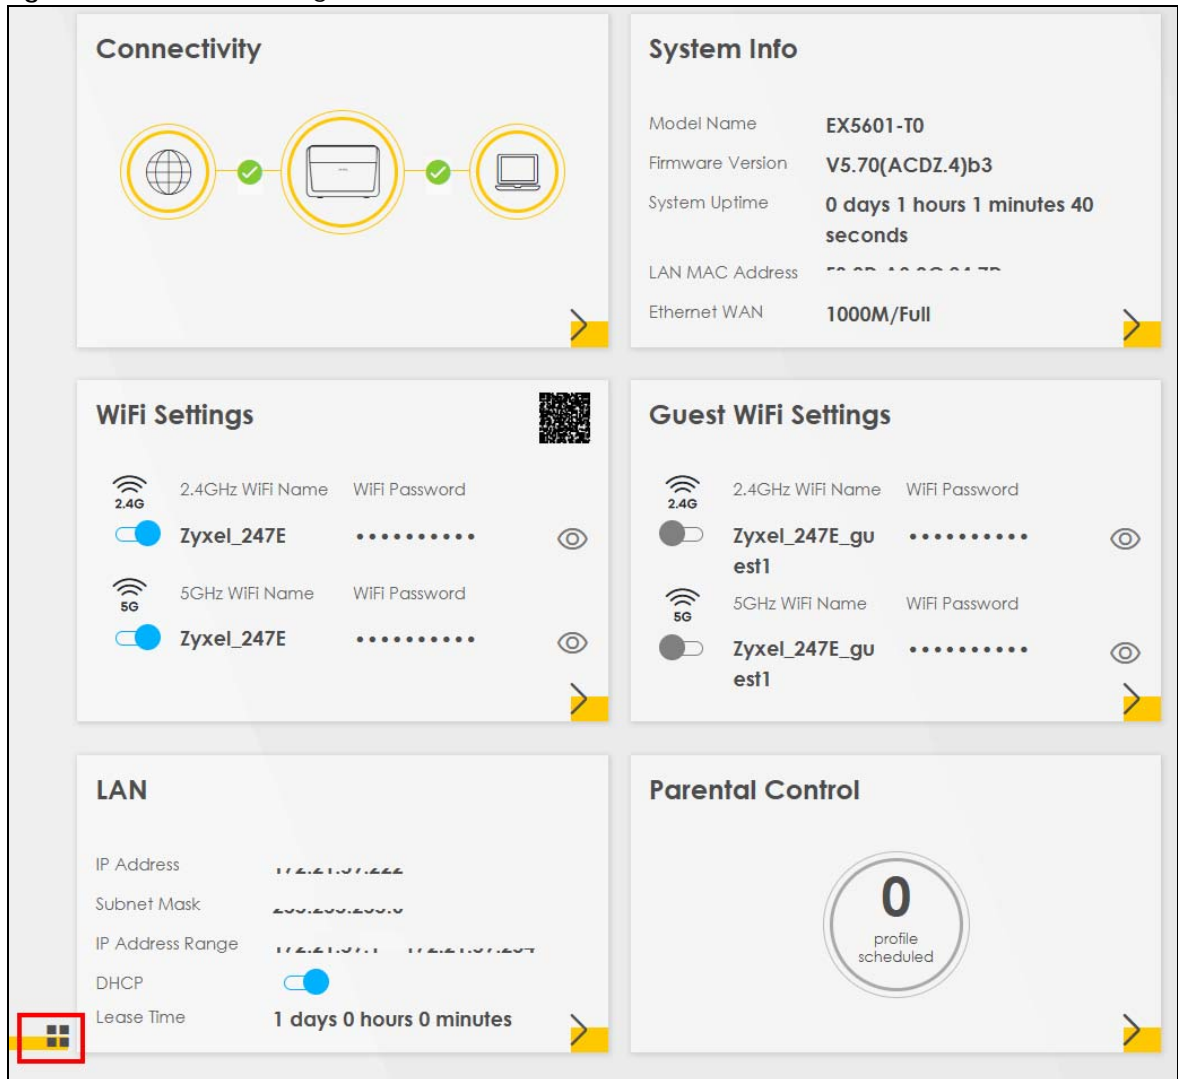 Connectivity
System Info
Model Name
EX5601-T0
Firmware Version
V5.70(ACDZ.4)b3
System Uptime
0 days 1 hours 1 minutes 40
seconds
LAN MAC Address
Ethernet WAN
1000M/Full
WiFi Settings
2.4G
2.4GHz WiFi Name
WiFi Password
Zyxel_247E
••••••••••
5G
5GHz WiFi Name
WiFi Password
Zyxel_247E
••••••••••
Guest WiFi Settings
2.4G
2.4GHz WiFi Name
WiFi Password
Zyxel_247E_gu
est1
••••••••••
5G
5GHz WiFi Name
WiFi Password
Zyxel_247E_gu
est1
••••••••••
LAN
IP Address
Subnet Mask
IP Address Range
DHCP
Lease Time
1 days 0 hours 0 minutes
Parental Control
0
profile
scheduled